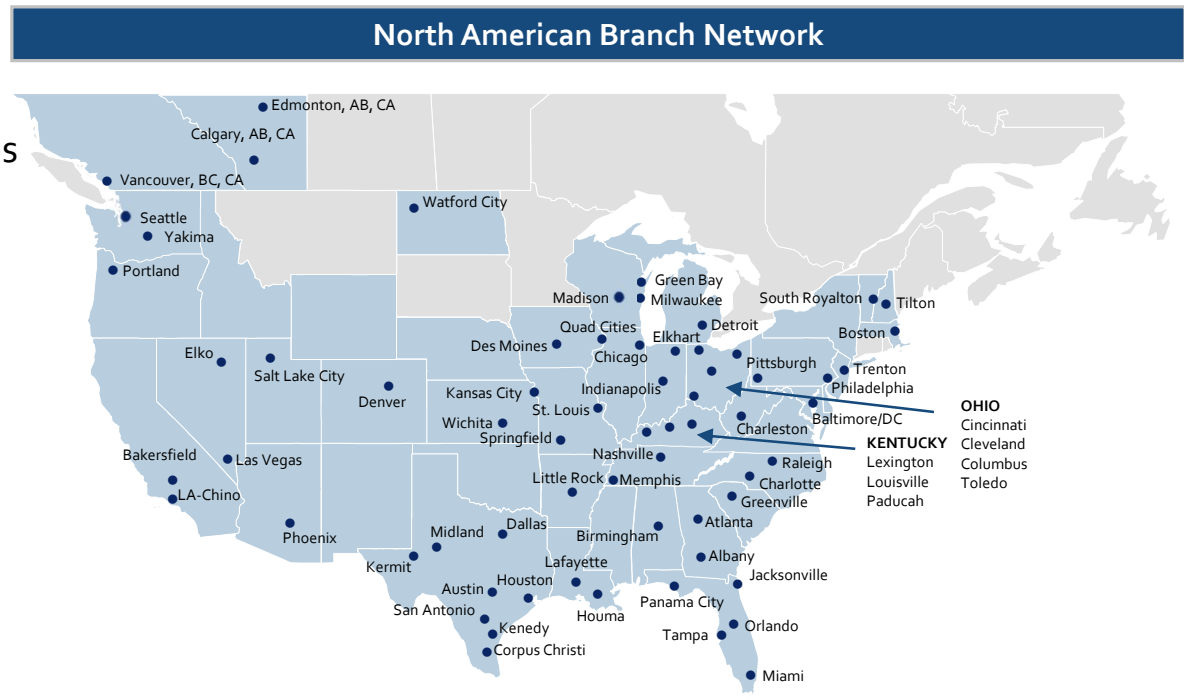 North American Branch Network
Edmonton, AB, CA
Calgary, AB, CA
S
Vancouver, BC, CA
Watford City
Seattle
Yakima
Portland
Green Bay
Madison
Milwaukee
South Royalton
Tilton
Quad Cities
Detroit
Boston
Elkhart
Des Moines
Chicago
Elko
Pittsburgh
Salt Lake City
Trenton
Indianapolis
Philadelphia
Denver
Kansas City
St. Louis
Baltimore/DC
OHIO
Cincinnati
Cleveland
Columbus
Toledo
Wichita
Charleston
Springfield
KENTUCKY
Lexington
Louisville
Paducah
Bakersfield
Las Vegas
Nashville
Raleigh
Little Rock
Memphis
Charlotte
LA-Chino
Greenville
Phoenix
Midland
Dallas
Birmingham
Atlanta
Kermit
Lafayette
Albany
Austin
Houston
Jacksonville
San Antonio
Houma
Panama City
Kenedy
Orlando
Tampa
Corpus Christi
Miami